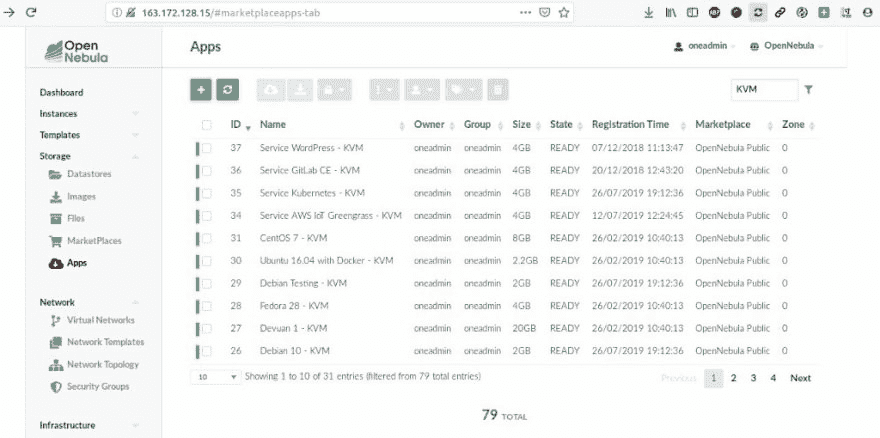 163.172.128.15/#marketplaceapps-tab
Open
Nebula
Apps
oneadmin
OpenNebula
Dashboard
Instances
Templates
Storage
Datastores
Images
Files
MarketPlaces
Apps
Network
Virtual Networks
Network Templates
Network Topology
Security Groups
Infrastructure
KVM
ID Name Owner Group Size State Registration Time Marketplace Zone
37 Service WordPress - KVM oneadmin oneadmin 4GB READY 07/12/2018 11:13:47 OpenNebula Public 0
36 Service GitLab CE - KVM oneadmin oneadmin 4GB READY 20/12/2018 12:43:20 OpenNebula Public 0
35 Service Kubernetes - KVM oneadmin oneadmin 4GB READY 26/07/2019 19:12:36 OpenNebula Public 0
34 Service AWS IoT Greengrass - KVM oneadmin oneadmin 4GB READY 12/07/2019 12:24:45 OpenNebula Public 0
31 CentOS 7 - KVM oneadmin oneadmin 8GB READY 26/02/2019 10:40:13 OpenNebula Public 0
30 Ubuntu 16.04 with Docker - KVM oneadmin oneadmin 2.2GB READY 26/02/2019 10:40:13 OpenNebula Public 0
29 Debian Testing - KVM oneadmin oneadmin 2GB READY 26/07/2019 19:12:36 OpenNebula Public 0
28 Fedora 28 - KVM oneadmin oneadmin 4GB READY 26/02/2019 10:40:13 OpenNebula Public 0
27 Devuan 1 - KVM oneadmin oneadmin 20GB READY 26/02/2019 10:40:13 OpenNebula Public 0
26 Debian 10 - KVM oneadmin oneadmin 2GB READY 26/07/2019 19:12:36 OpenNebula Public 0
10 Showing 1 to 10 of 31 entries (filtered from 79 total entries)
Previous 1 2 3 4 Next
79 TOTAL